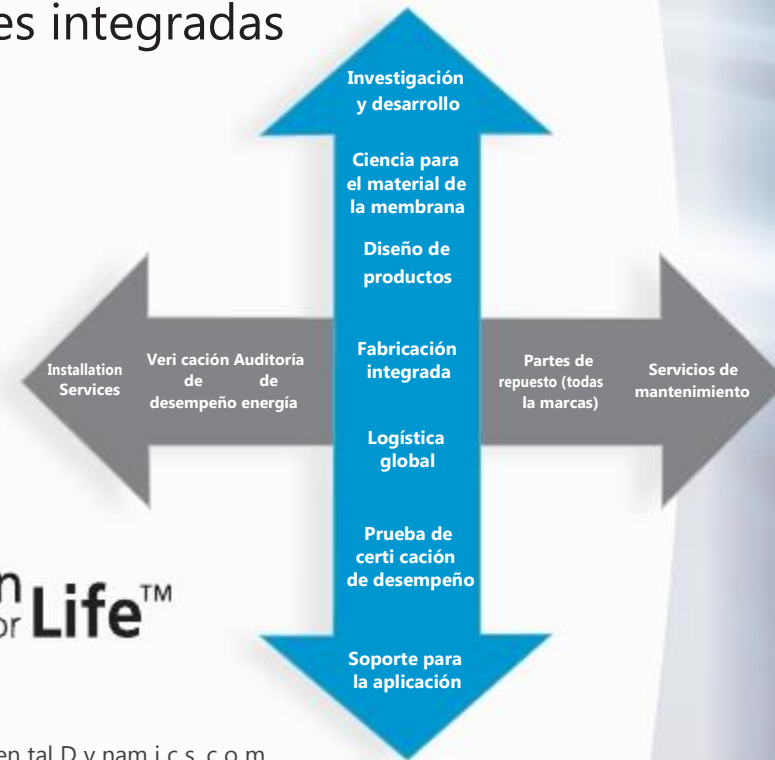 es integradas
Investigación
y desarrollo
Ciencia para
el material de
la membrana
Diseño de
productos
Fabricación
integrada
Logística
global
Prueba de
certi cación
de desempeño
Soporte para
la aplicación
Installation
Services
Veri cación Auditoría
de de
desempeño energía
Partes de
repuesto (todas
la marcas)
Servicios de
mantenimiento
n
or Life™
en tal D y nam i c s. c o m